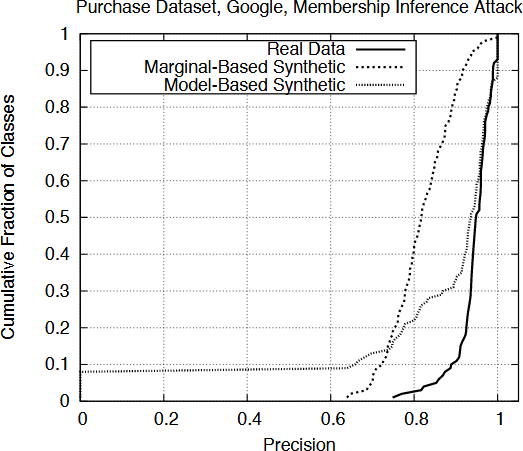 Purchase Dataset, Google, Membership Inference Attack
Cumulative Fraction of Classes
1
0.9
0.8
0.7
0.6
0.5
0.4
0.3
0.2
0.1
0
Real Data
Marginal-Based Synthetic
Model-Based Synthetic
0 0.2 0.4 0.6 0.8 1
Precision